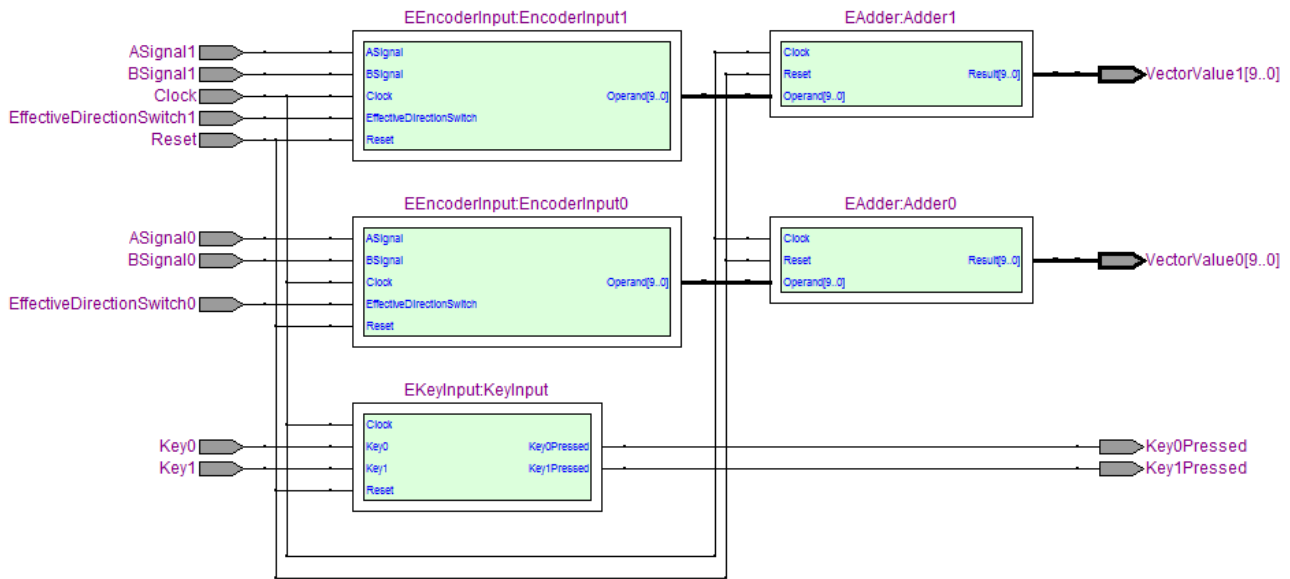 EEncoderInput:EncoderInput1
EAdder:Adder1
ASignal1
BSignal1
Clock
EffectiveDirectionSwitch1
Reset
ASignal
BSignal
Clock
EffectiveDirectionSwitch
Reset
Operand[9..0]
Clock
Reset
Operand[9..0]
Result[9..0]
VectorValue1[9..0]
EEncoderInput:EncoderInput0
EAdder:Adder0
ASignal0
BSignal0
EffectiveDirectionSwitch0
ASignal
BSignal
Clock
EffectiveDirectionSwitch
Reset
Operand[9..0]
Clock
Reset
Operand[9..0]
Result[9..0]
VectorValue0[9..0]
EKeyInput:KeyInput
Key0
Key1
Clock
Key0
Key1
Reset
Key0Pressed
Key1Pressed
Key0Pressed
Key1Pressed